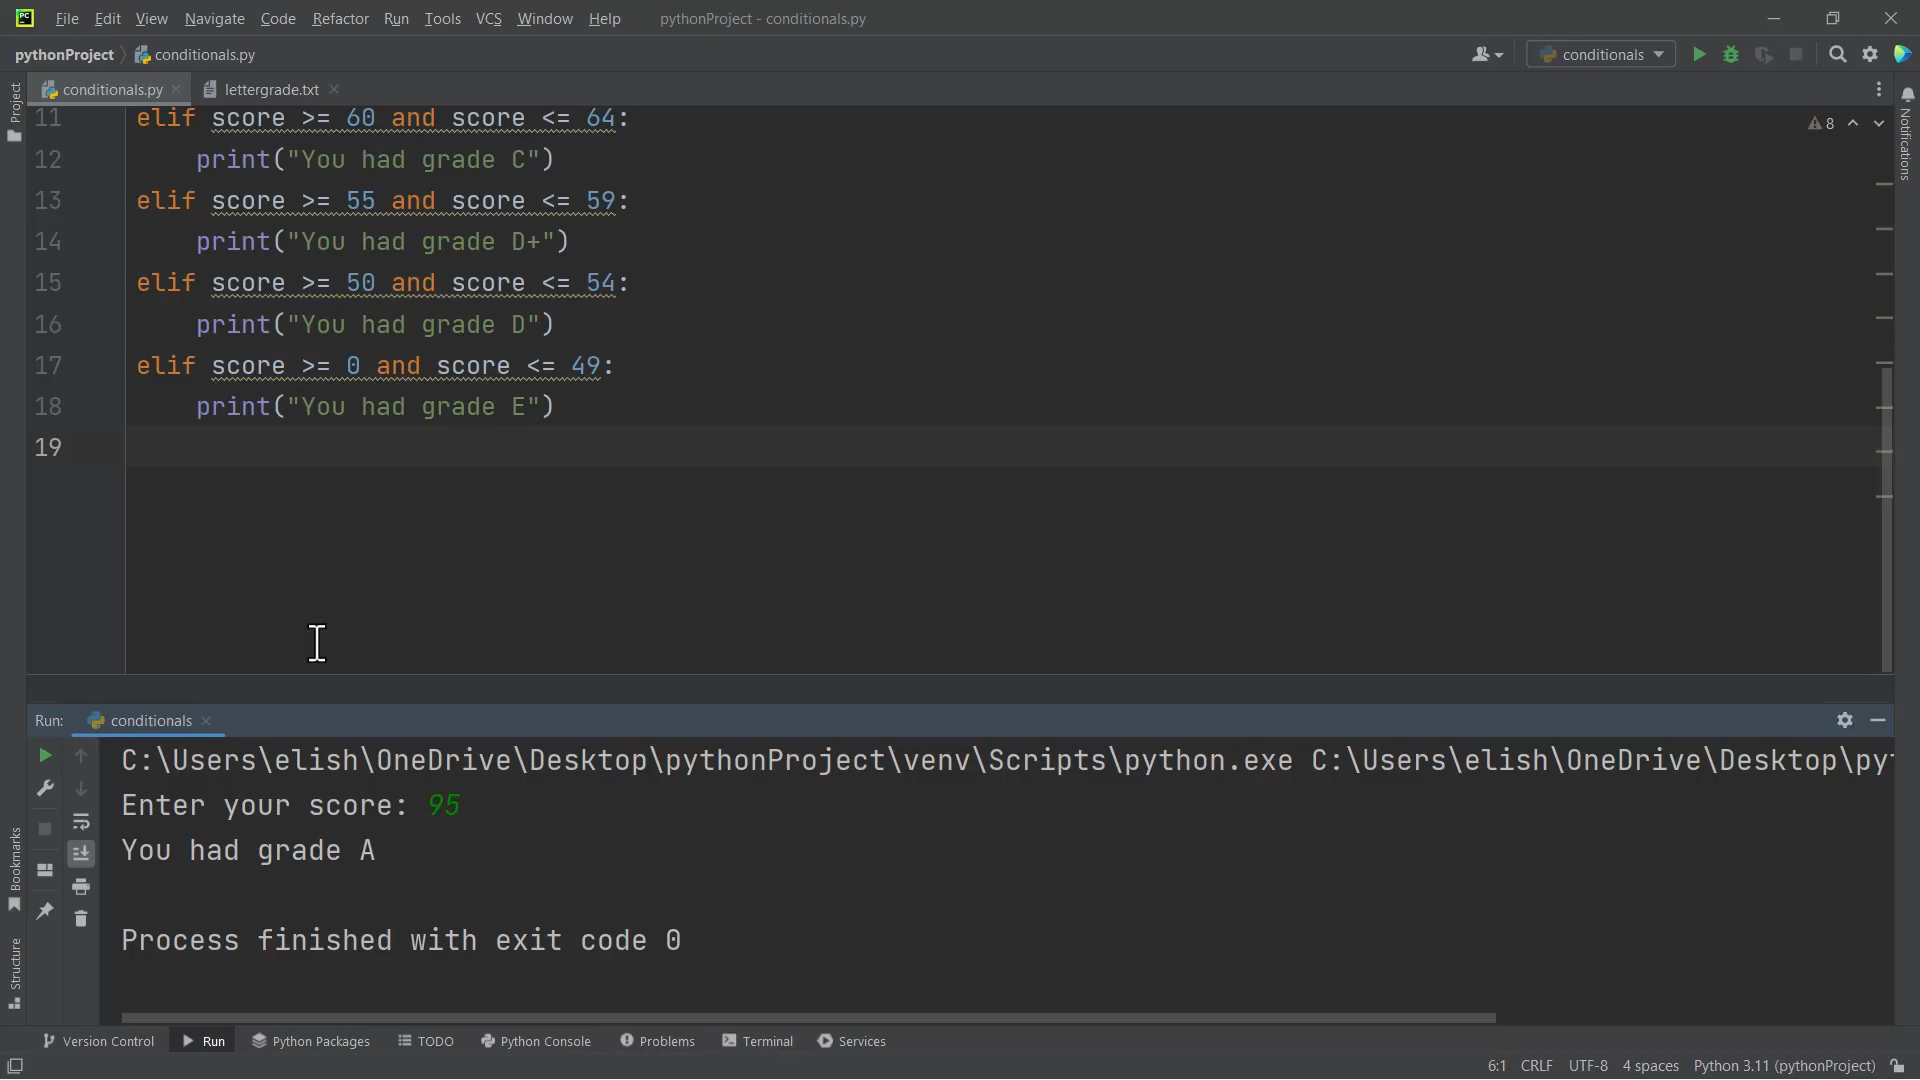 PC File Edit View Navigate Code Refactor Run Tools VCS Window Help pythonProject - conditionals.py
pythonProject conditionals.py conditionals
conditionals.py lettergrade.txt
Project
Notifications
8
11 elif score >= 60 and score <= 64:
12 print("You had grade C")
13 elif score >= 55 and score <= 59:
14 print("You had grade D+")
15 elif score >= 50 and score <= 54:
16 print("You had grade D")
17 elif score >= 0 and score <= 49:
18 print("You had grade E")
19
Run: conditionals
C:\Users\elish\OneDrive\Desktop\pythonProject\venv\Scripts\python.exe C:\Users\elish\OneDrive\Desktop\pyt
Enter your score: 95
You had grade A
Process finished with exit code 0
Bookmarks
Structure
Version Control Run Python Packages TODO Python Console Problems Terminal Services
6:1 CRLF UTF-8 4 spaces Python 3.11 (pythonProject)